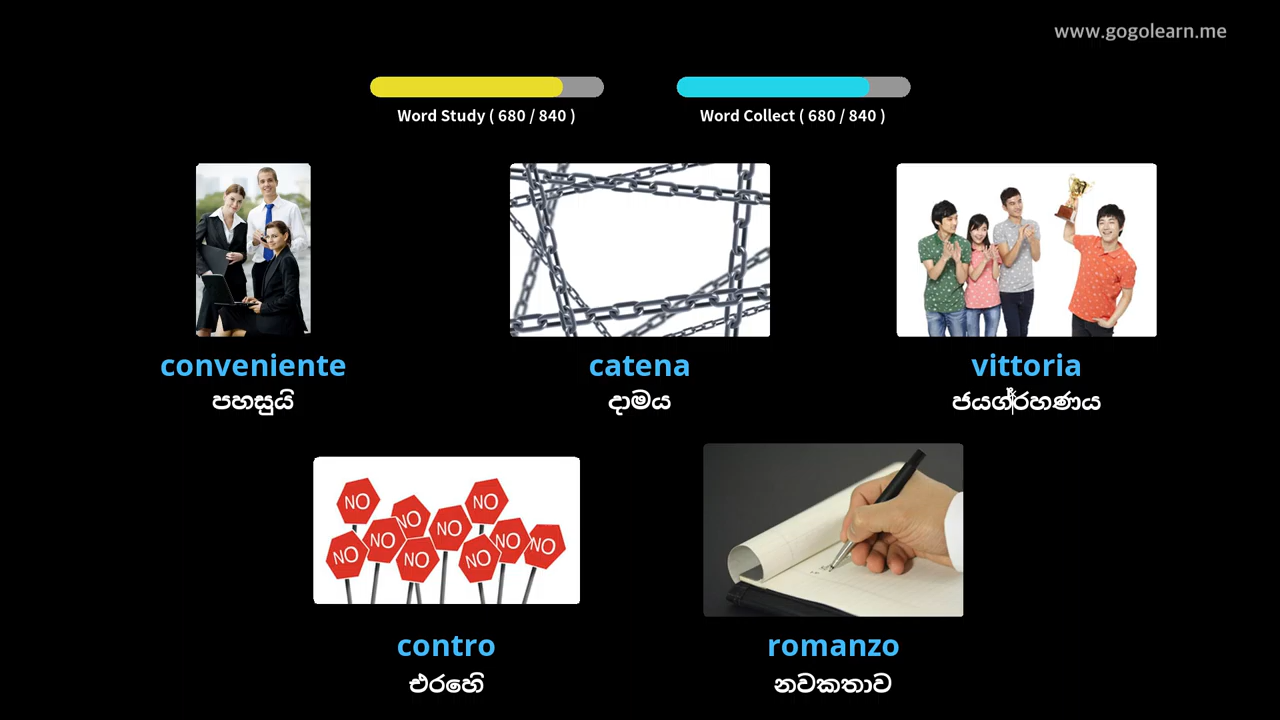 www.gogolearn.me
Word Study ( 680 / 840 )
Word Collect ( 680 / 840 )
conveniente
පහසුයි
catena
දාමය
vittoria
ජයග්‍රහණය
NO
NO
NO
NO
NO
NO
NO
NO
NO
NO
contro
එරෙහි
romanzo
නවකතාව